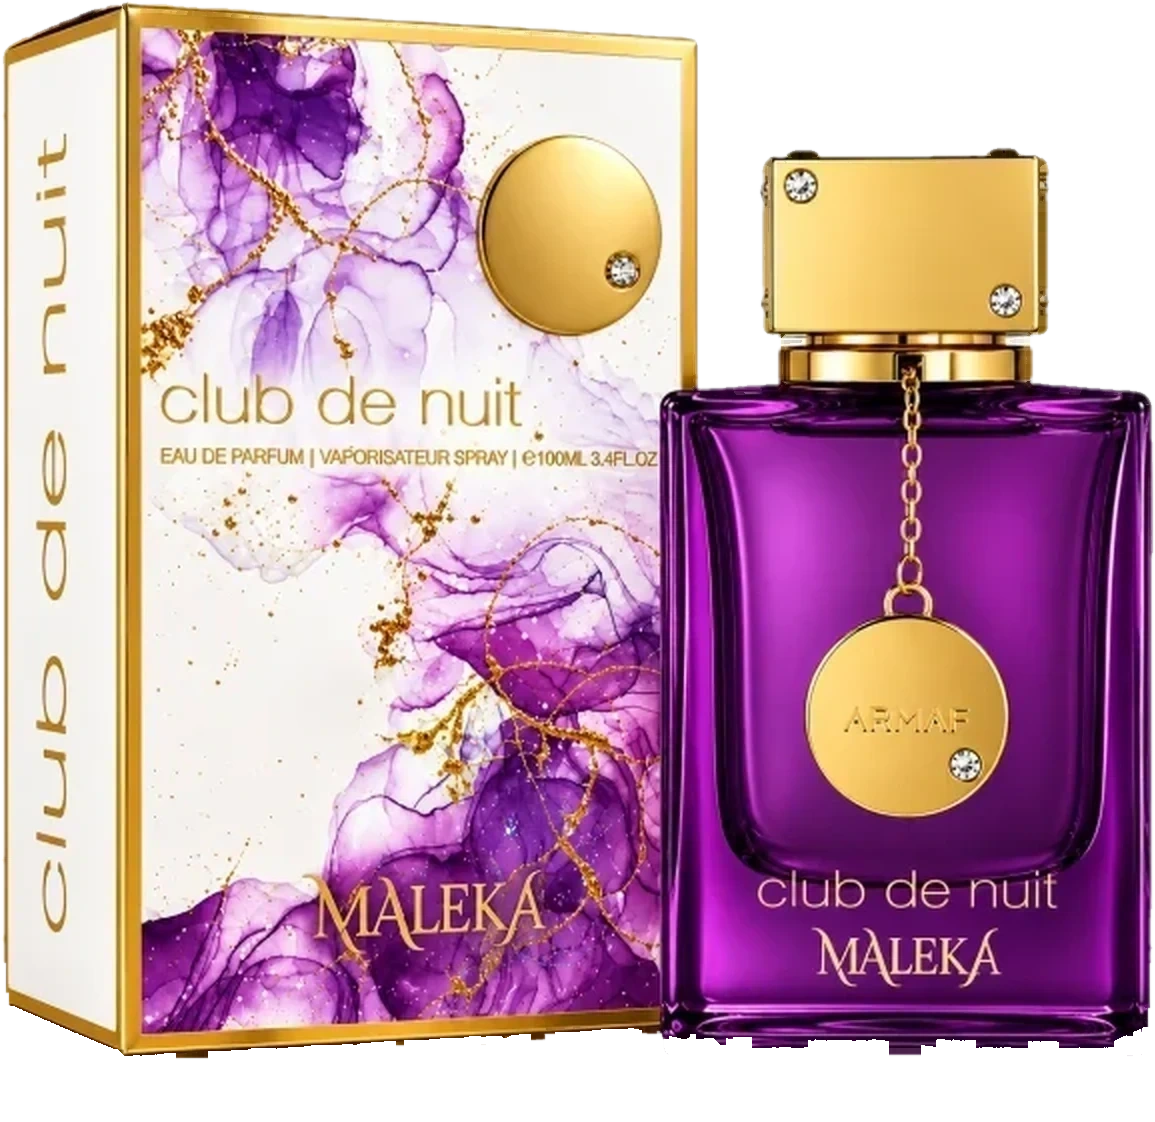 club de nuit
club de nuit
EAU DE PARFUM | VAPORISATEUR SPRAY | ℮100ML 3.4FL.OZ
MALEKA
ARMAF
club de nuit
MALEKA